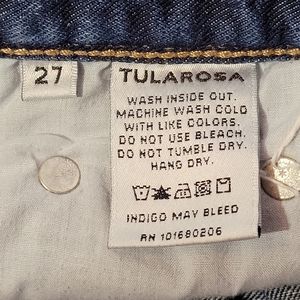 27
TULAROSA
WASH INSIDE OUT.
MACHINE WASH COLD
WITH LIKE COLORS.
DO NOT USE BLEACH.
DO NOT TUMBLE DRY.
HANG DRY.
INDIGO MAY BLEED
RN 101680206